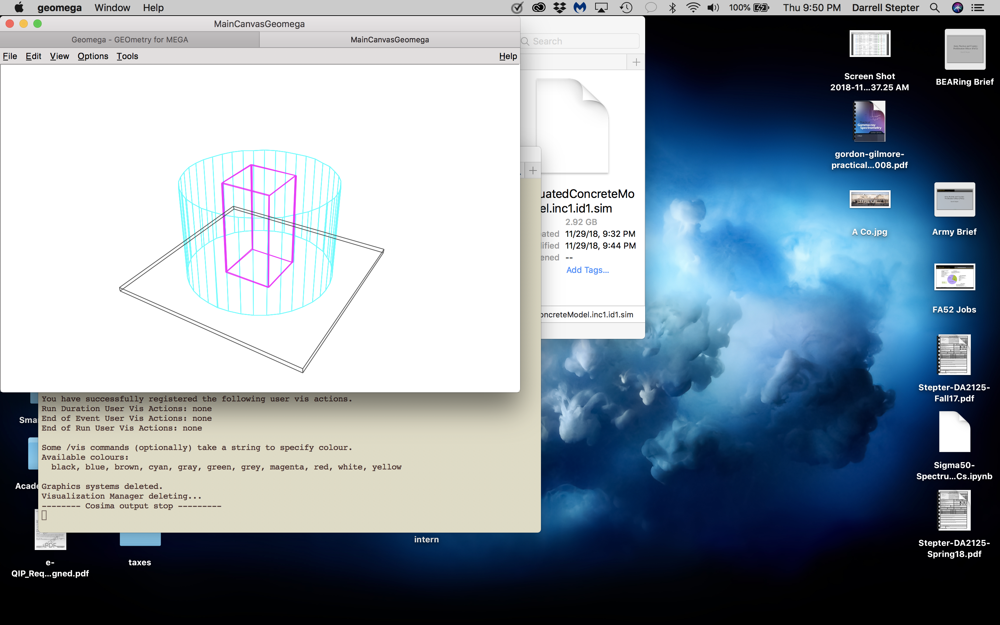 geomega Window Help
100% Thu 9:50 PM Darrell Stepter
MainCanvasGeomega
Geomega - GEOmetry for MEGA
MainCanvasGeomega
File Edit View Options Tools Help
Search
uatedConcreteMo
el.inc1.id1.sim
2.92 GB
ated 11/29/18, 9:32 PM
ified 11/29/18, 9:44 PM
ened --
Add Tags...
oncreteModel.inc1.id1.sim
You have successfully registered the following user vis actions.
Run Duration User Vis Actions: none
End of Event User Vis Actions: none
End of Run User Vis Actions: none
Some /vis commands (optionally) take a string to specify colour.
Available colours:
black, blue, brown, cyan, gray, green, grey, magenta, red, white, yellow
Graphics systems deleted.
Visualization Manager deleting...
-------- Cosima output stop ---------
Sma
Acade
PDF
e-
QIP_Req...gned.pdf
taxes
intern
Screen Shot
2018-11...37.25 AM
BEARing Brief
Gamma-ray
Spectrometry
gordon-gilmore-
practical...008.pdf
A Co.jpg
Army Brief
FA52 Jobs
Stepter-DA2125-
Fall17.pdf
Sigma50-
Spectru...Cs.ipynb
Stepter-DA2125-
Spring18.pdf